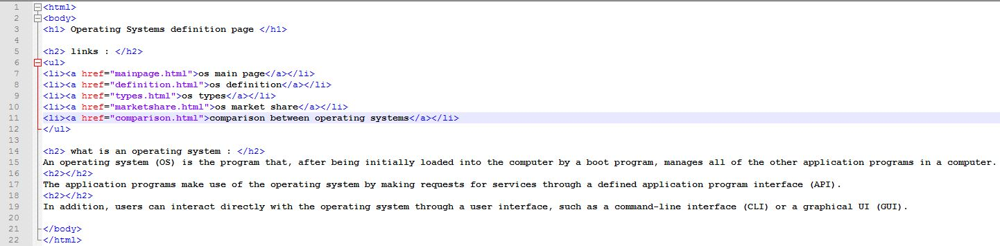 1 <html>
2 <body>
3 <h1> Operating Systems definition page </h1>
4
5 <h2> links : </h2>
6 <ul>
7 <li><a href="mainpage.html">os main page</a></li>
8 <li><a href="definition.html">os definition</a></li>
9 <li><a href="types.html">os types</a></li>
10 <li><a href="marketshare.html">os market share</a></li>
11 <li><a href="comparison.html">comparison between operating systems</a></li>
12 </ul>
13
14 <h2> what is an operating system : </h2>
15 An operating system (OS) is the program that, after being initially loaded into the computer by a boot program, manages all of the other application programs in a computer.
16 <h2></h2>
17 The application programs make use of the operating system by making requests for services through a defined application program interface (API).
18 <h2></h2>
19 In addition, users can interact directly with the operating system through a user interface, such as a command-line interface (CLI) or a graphical UI (GUI).
20
21 </body>
22 </html>